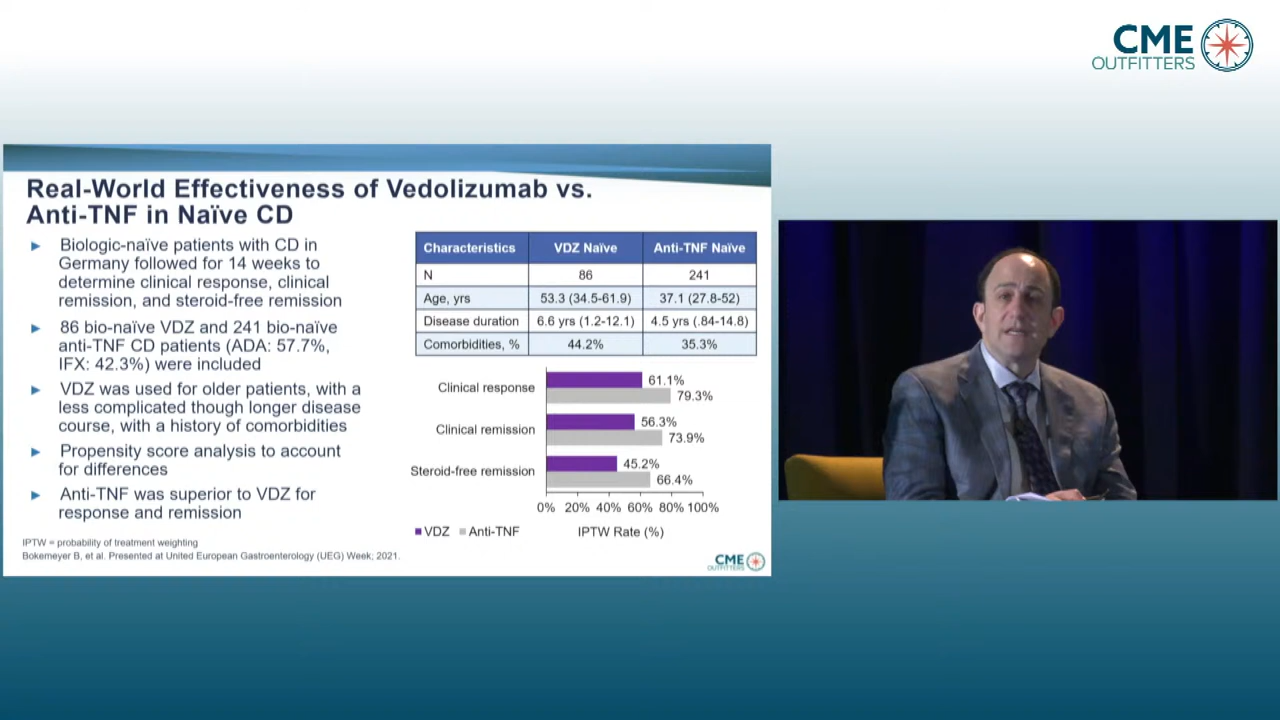 CME
OUTFITTERS
Real-World Effectiveness of Vedolizumab vs.
Anti-TNF in Naïve CD
► Biologic-naïve patients with CD in
Germany followed for 14 weeks to
determine clinical response, clinical
remission, and steroid-free remission
► 86 bio-naïve VDZ and 241 bio-naïve
anti-TNF CD patients (ADA: 57.7%,
IFX: 42.3%) were included
► VDZ was used for older patients, with a
less complicated though longer disease
course, with a history of comorbidities
► Propensity score analysis to account
for differences
► Anti-TNF was superior to VDZ for
response and remission
Characteristics VDZ Naïve Anti-TNF Naïve
N 86 241
Age, yrs 53.3 (34.5-61.9) 37.1 (27.8-52)
Disease duration 6.6 yrs (1.2-12.1) 4.5 yrs (.84-14.8)
Comorbidities, % 44.2% 35.3%
Clinical response 61.1% 79.3%
Clinical remission 56.3% 73.9%
Steroid-free remission 45.2% 66.4%
0% 20% 40% 60% 80% 100%
VDZ Anti-TNF IPTW Rate (%)
IPTW = probability of treatment weighting
Bokemeyer B, et al. Presented at United European Gastroenterology (UEG) Week; 2021.
CME
OUTFITTERS